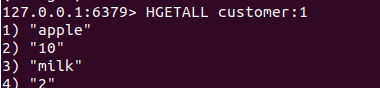 127.0.0.1:6379> HGETALL customer:1
1) "apple"
2) "10"
3) "milk"
4) "2"